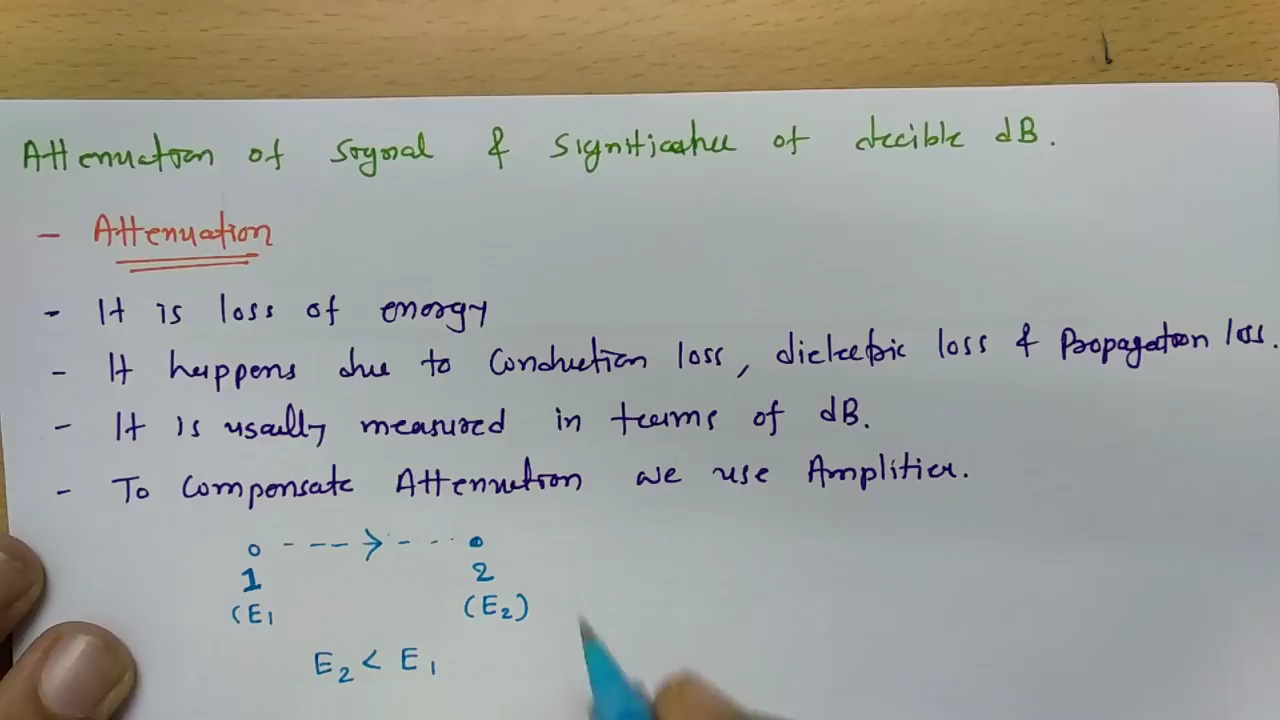 Attenuation of Signal & Significance of decible dB.
- Attenuation
- It is loss of energy
- It happens due to Conduction loss, dielectric loss & Propagation loss.
- It is usually measured in terms of dB.
- To Compensate Attenuation we use Amplifier.
o - - - -> - - - •
1 2
(E1 (E2)
E2 < E1